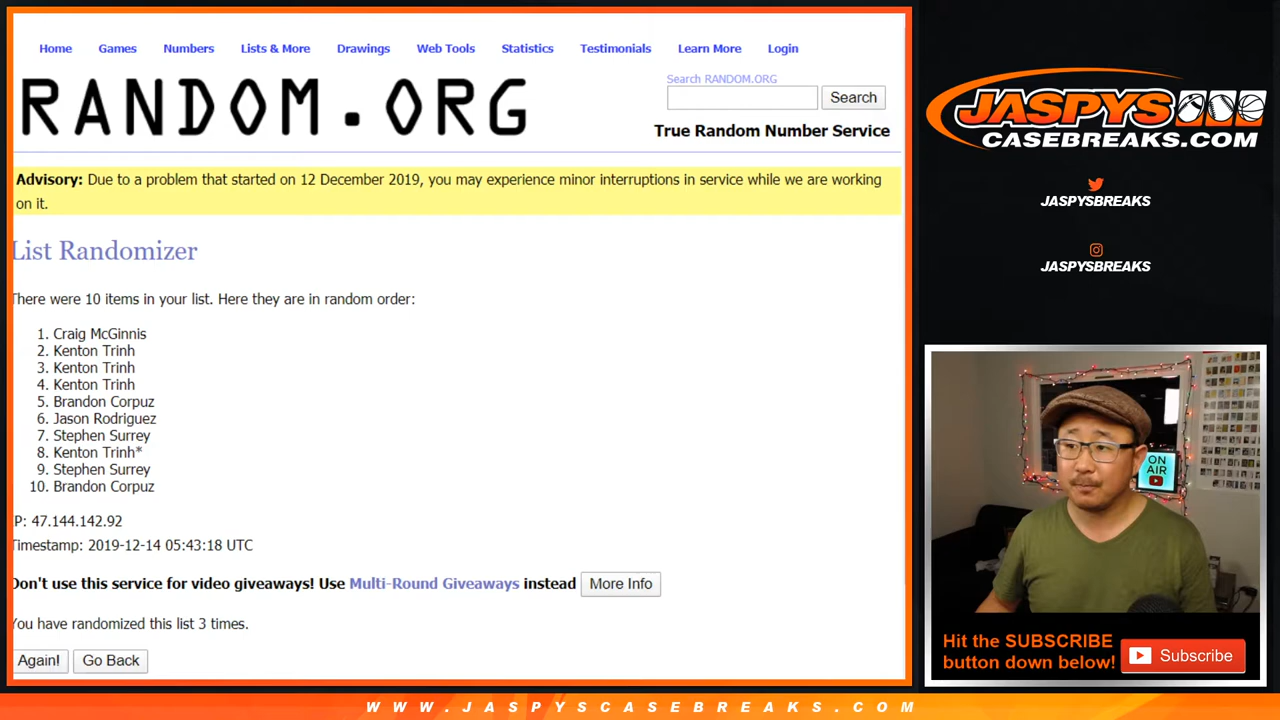 Home Games Numbers Lists & More Drawings Web Tools Statistics Testimonials Learn More Login
RANDOM.ORG
Search RANDOM.ORG
Search
True Random Number Service
Advisory: Due to a problem that started on 12 December 2019, you may experience minor interruptions in service while we are working
on it.
List Randomizer
There were 10 items in your list. Here they are in random order:
1. Craig McGinnis
2. Kenton Trinh
3. Kenton Trinh
4. Kenton Trinh
5. Brandon Corpuz
6. Jason Rodriguez
7. Stephen Surrey
8. Kenton Trinh*
9. Stephen Surrey
10. Brandon Corpuz
IP: 47.144.142.92
Timestamp: 2019-12-14 05:43:18 UTC
Don't use this service for video giveaways! Use Multi-Round Giveaways instead More Info
You have randomized this list 3 times.
Again! Go Back
JASPYS
CASEBREAKS.COM
JASPYSBREAKS
JASPYSBREAKS
ON
AIR
Hit the SUBSCRIBE
button down below!
Subscribe
WWW.JASPYSCASEBREAKS.COM